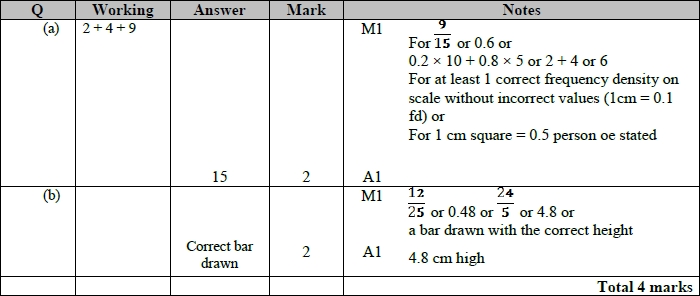 Q Working Answer Mark Notes
(a) 2 + 4 + 9 M1 9/15 or 0.6 or
0.2 × 10 + 0.8 × 5 or 2 + 4 or 6
For at least 1 correct frequency density on
scale without incorrect values (1cm = 0.1
fd) or
For 1 cm square = 0.5 person oe stated
15 2 A1
(b) M1 12/25 or 0.48 or 24/5 or 4.8 or
a bar drawn with the correct height
Correct bar
drawn 2 A1 4.8 cm high
Total 4 marks